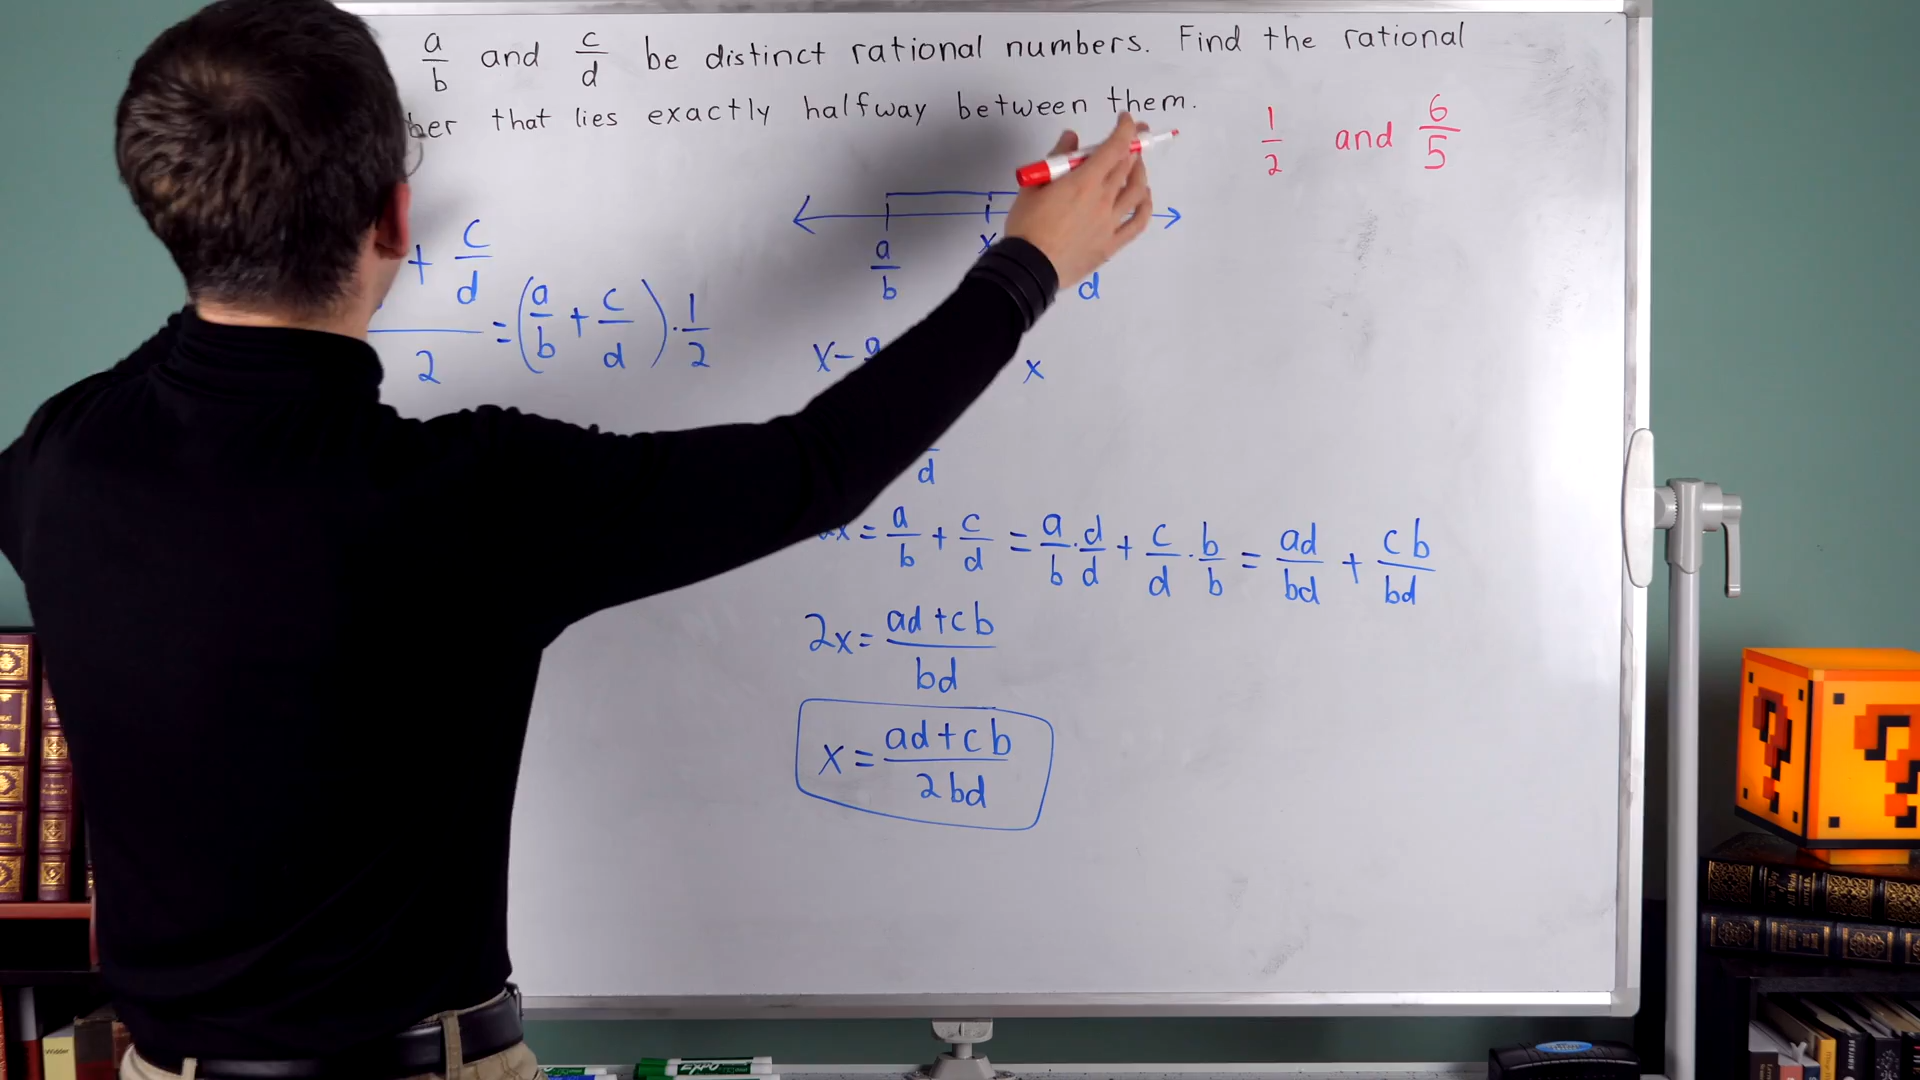 a/b and c/d be distinct rational numbers. Find the rational
that lies exactly halfway between them.
1/2 and 6/5
+ c/d
2
= (a/b + c/d) · 1/2
a/b x d
x - a
x
d
x = a/b + c/d = a/b · d/d + c/d · b/b = ad/bd + cb/bd
2x = ad + cb/bd
x = ad + cb/2bd
EXPO